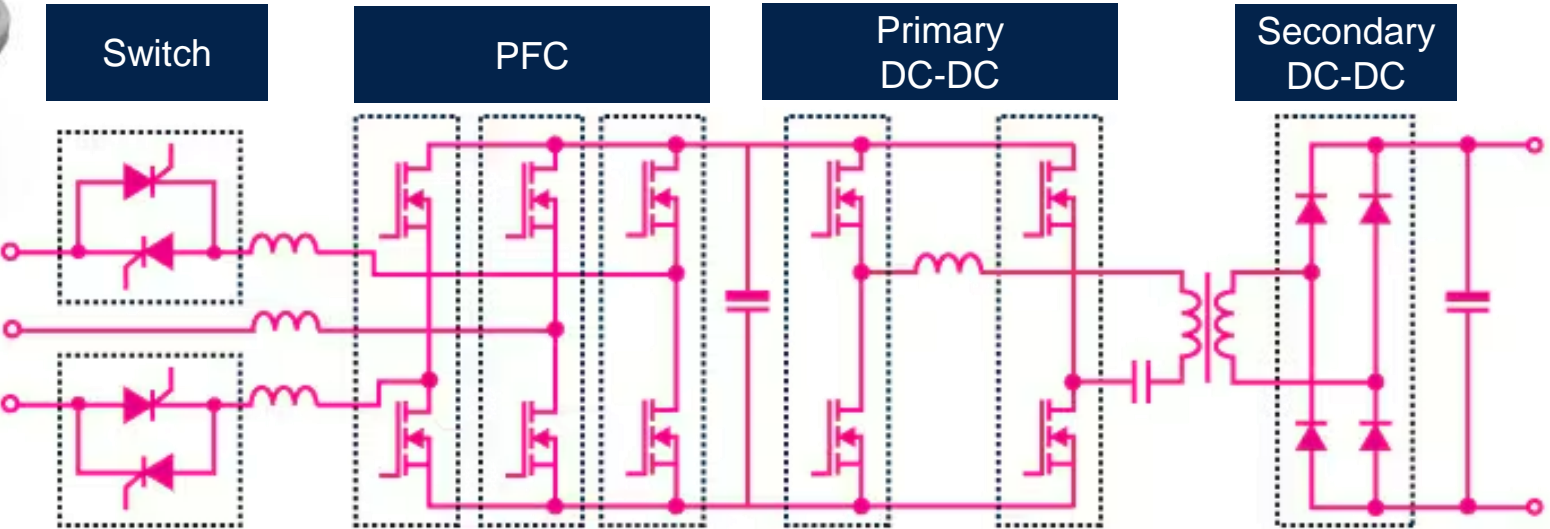 Switch
PFC
Primary
DC-DC
Secondary
DC-DC